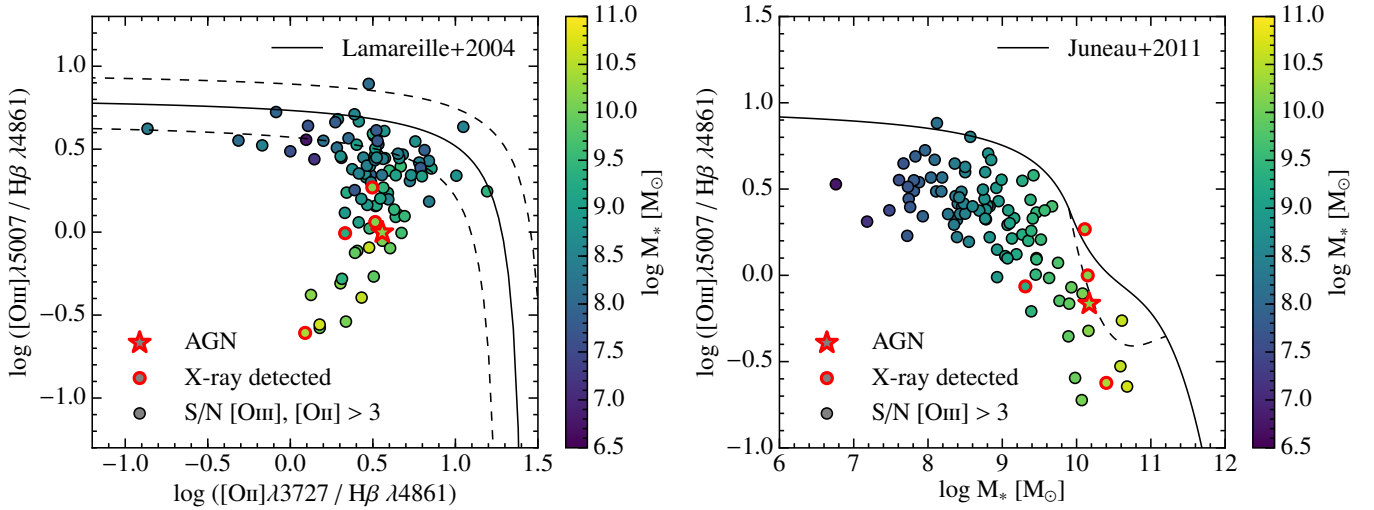 Lamareille+2004
1.0
0.5
0.0
−0.5
−1.0
log ([OIII]λ5007 / Hβ λ4861)
AGN
X-ray detected
S/N [OIII], [OII] > 3
−1.0 −0.5 0.0 0.5 1.0 1.5
log ([OII]λ3727 / Hβ λ4861)
11.0
10.5
10.0
9.5
9.0
8.5
8.0
7.5
7.0
6.5
log M* [M⊙]
Juneau+2011
1.5
1.0
0.5
0.0
−0.5
−1.0
log ([OIII]λ5007 / Hβ λ4861)
AGN
X-ray detected
S/N [OIII] > 3
6 7 8 9 10 11 12
log M* [M⊙]
11.0
10.5
10.0
9.5
9.0
8.5
8.0
7.5
7.0
6.5
log M* [M⊙]